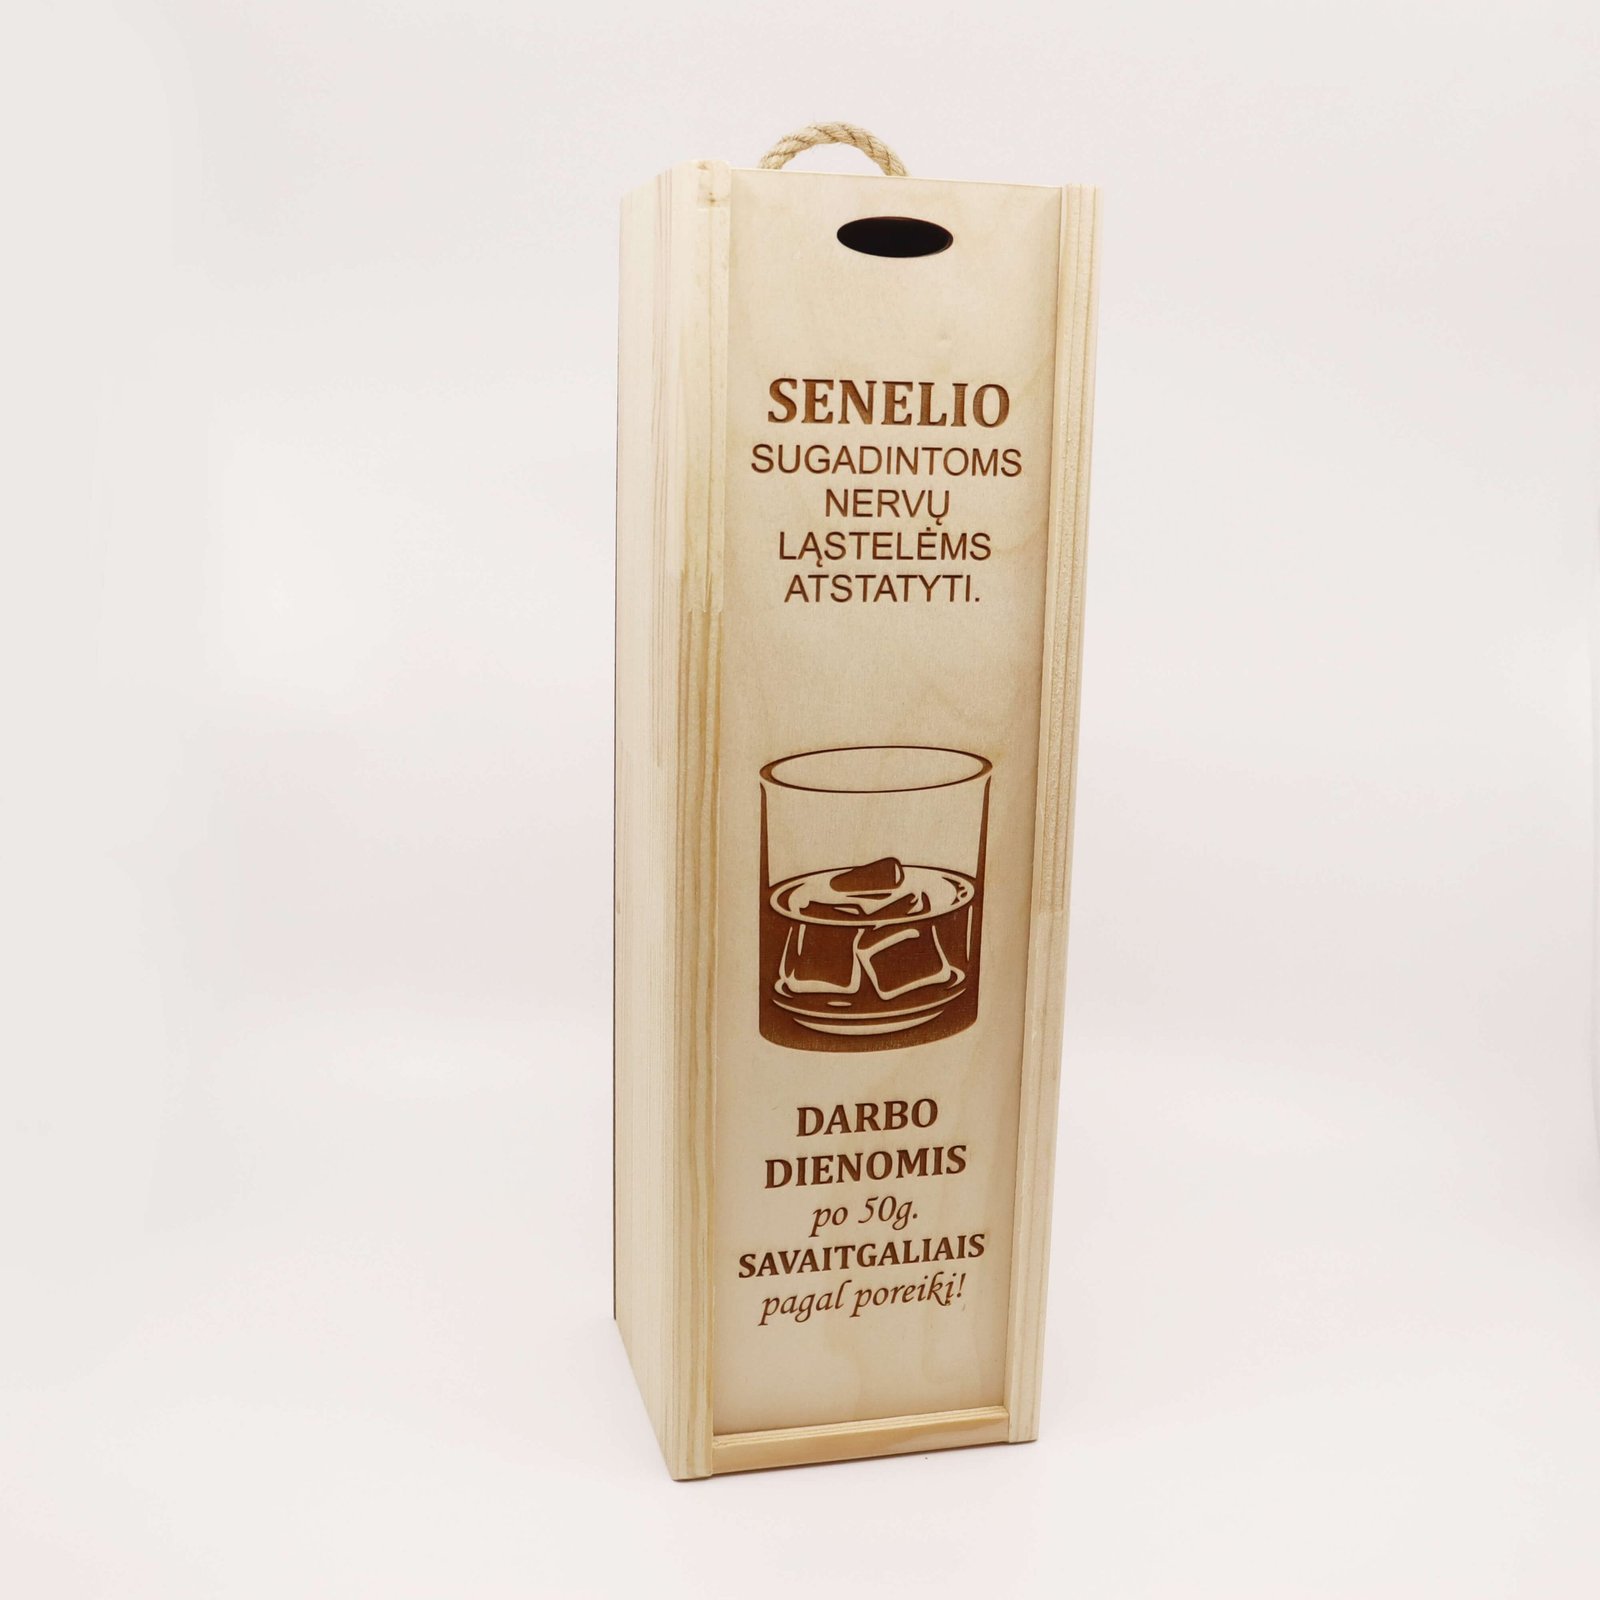 SENELIO
SUGADINTOMS
NERVŲ
LĄSTELĖMS
ATSTATYTI.
DARBO
DIENOMIS
po 50g.
SAVAITGALIAIS
pagal poreikį!